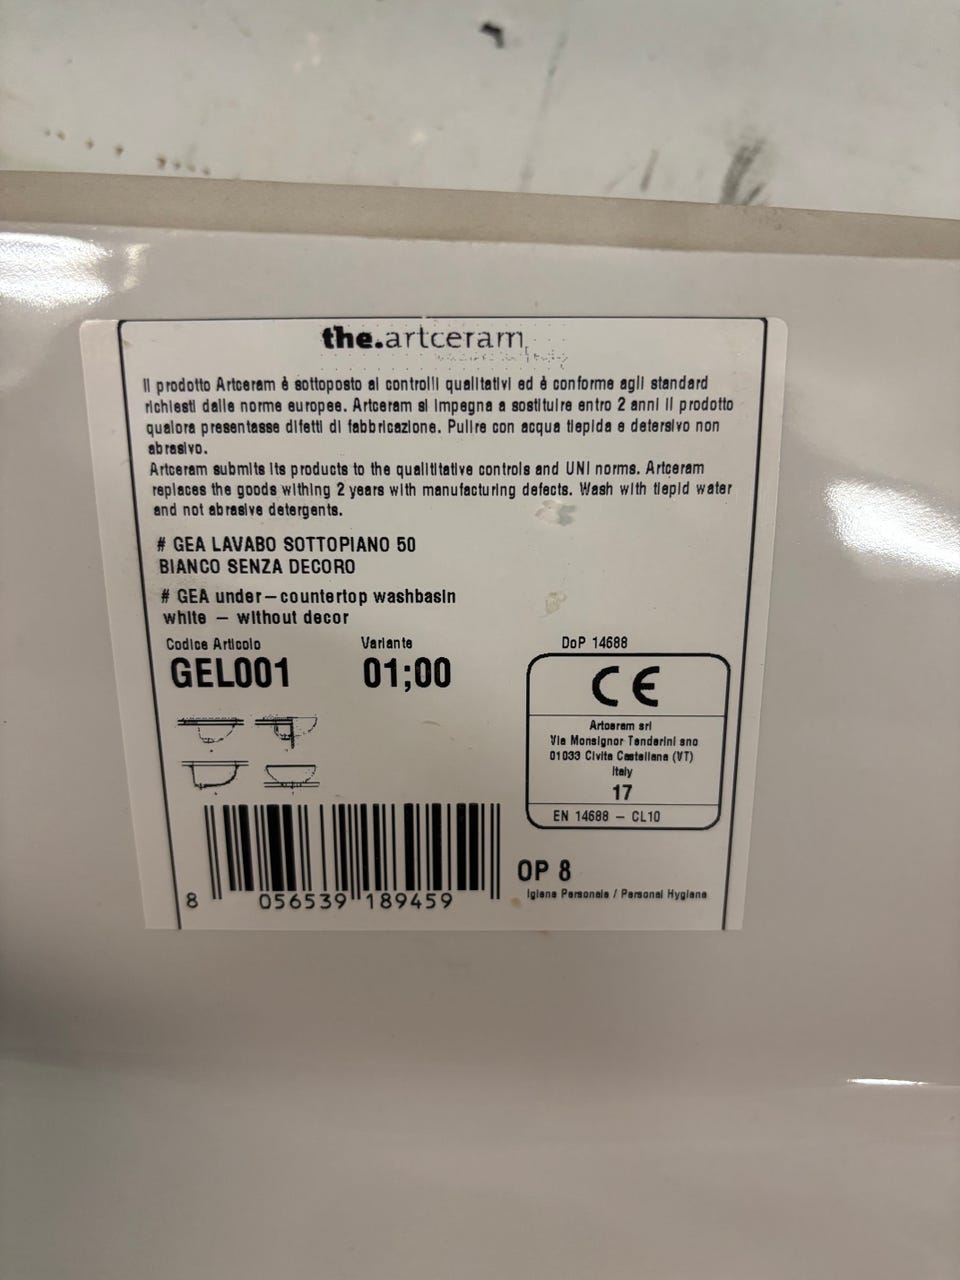 the.artceram
Il prodotto Artceram è sottoposto ai controlli qualitativi ed è conforme agli standard
richiesti dalle norme europee. Artceram si impegna a sostituire entro 2 anni il prodotto
qualora presentasse difetti di fabbricazione. Pulire con acqua tiepida e detersivo non
abrasivo.
Artceram submits its products to the qualititative controls and UNI norms. Artceram
replaces the goods withing 2 years with manufacturing defects. Wash with tiepid water
and not abrasive detergents.
# GEA LAVABO SOTTOPIANO 50
BIANCO SENZA DECORO
# GEA under-countertop washbasin
white - without decor
Codice Articolo Variante DoP 14688
GEL001 01;00
CE
Artceram srl
Via Monsignor Tenderini snc
01033 Civita Castellana (VT)
Italy
17
EN 14688 - CL10
OP 8
Igiene Personale / Personal Hygiene
8 056539 189459